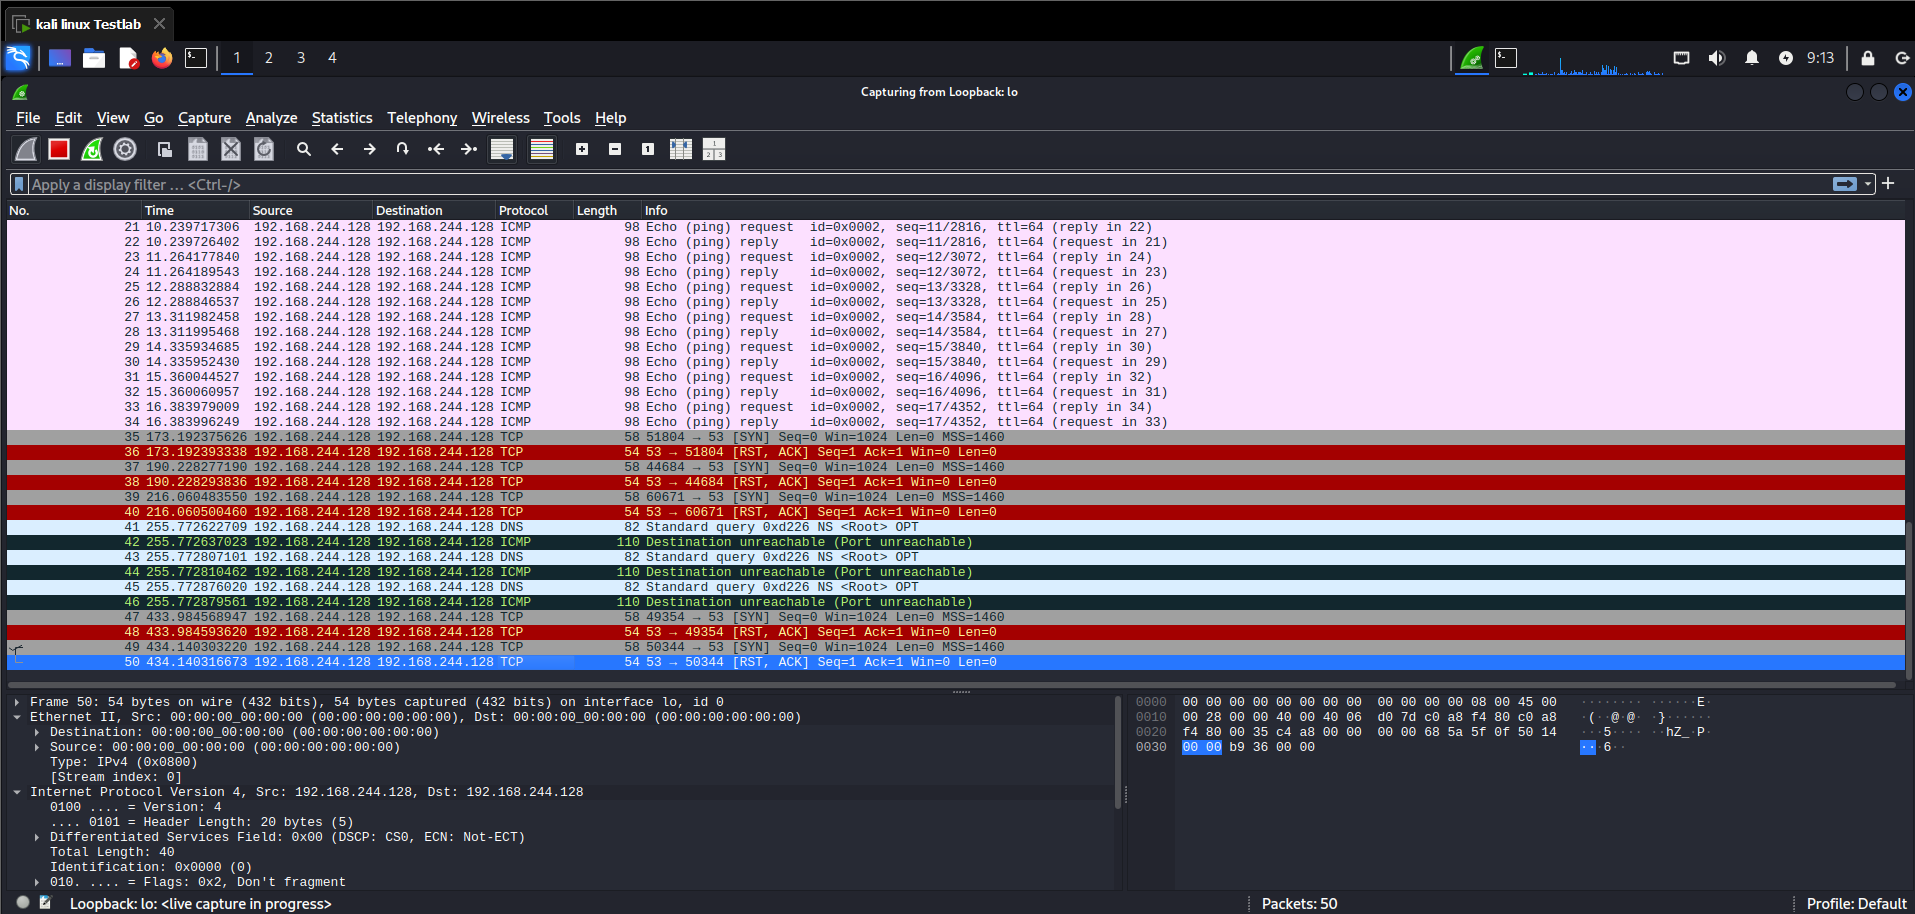 kali linux Testlab
1 2 3 4
9:13
Capturing from Loopback: lo
File Edit View Go Capture Analyze Statistics Telephony Wireless Tools Help
Apply a display filter … <Ctrl-/>
No. Time Source Destination Protocol Length Info
21 10.239717306 192.168.244.128 192.168.244.128 ICMP 98 Echo (ping) request id=0x0002, seq=11/2816, ttl=64 (reply in 22)
22 10.239726402 192.168.244.128 192.168.244.128 ICMP 98 Echo (ping) reply id=0x0002, seq=11/2816, ttl=64 (request in 21)
23 11.264177840 192.168.244.128 192.168.244.128 ICMP 98 Echo (ping) request id=0x0002, seq=12/3072, ttl=64 (reply in 24)
24 11.264189543 192.168.244.128 192.168.244.128 ICMP 98 Echo (ping) reply id=0x0002, seq=12/3072, ttl=64 (request in 23)
25 12.288832884 192.168.244.128 192.168.244.128 ICMP 98 Echo (ping) request id=0x0002, seq=13/3328, ttl=64 (reply in 26)
26 12.288846537 192.168.244.128 192.168.244.128 ICMP 98 Echo (ping) reply id=0x0002, seq=13/3328, ttl=64 (request in 25)
27 13.311982458 192.168.244.128 192.168.244.128 ICMP 98 Echo (ping) request id=0x0002, seq=14/3584, ttl=64 (reply in 28)
28 13.311995468 192.168.244.128 192.168.244.128 ICMP 98 Echo (ping) reply id=0x0002, seq=14/3584, ttl=64 (request in 27)
29 14.335934685 192.168.244.128 192.168.244.128 ICMP 98 Echo (ping) request id=0x0002, seq=15/3840, ttl=64 (reply in 30)
30 14.335952430 192.168.244.128 192.168.244.128 ICMP 98 Echo (ping) reply id=0x0002, seq=15/3840, ttl=64 (request in 29)
31 15.360044527 192.168.244.128 192.168.244.128 ICMP 98 Echo (ping) request id=0x0002, seq=16/4096, ttl=64 (reply in 32)
32 15.360060957 192.168.244.128 192.168.244.128 ICMP 98 Echo (ping) reply id=0x0002, seq=16/4096, ttl=64 (request in 31)
33 16.383979009 192.168.244.128 192.168.244.128 ICMP 98 Echo (ping) request id=0x0002, seq=17/4352, ttl=64 (reply in 34)
34 16.383996249 192.168.244.128 192.168.244.128 ICMP 98 Echo (ping) reply id=0x0002, seq=17/4352, ttl=64 (request in 33)
35 173.192375626 192.168.244.128 192.168.244.128 TCP 58 51804 → 53 [SYN] Seq=0 Win=1024 Len=0 MSS=1460
36 173.192393338 192.168.244.128 192.168.244.128 TCP 54 53 → 51804 [RST, ACK] Seq=1 Ack=1 Win=0 Len=0
37 190.228277190 192.168.244.128 192.168.244.128 TCP 58 44684 → 53 [SYN] Seq=0 Win=1024 Len=0 MSS=1460
38 190.228293836 192.168.244.128 192.168.244.128 TCP 54 53 → 44684 [RST, ACK] Seq=1 Ack=1 Win=0 Len=0
39 216.060483550 192.168.244.128 192.168.244.128 TCP 58 60671 → 53 [SYN] Seq=0 Win=1024 Len=0 MSS=1460
40 216.060500460 192.168.244.128 192.168.244.128 TCP 54 53 → 60671 [RST, ACK] Seq=1 Ack=1 Win=0 Len=0
41 255.772622709 192.168.244.128 192.168.244.128 DNS 82 Standard query 0xd226 NS <Root> OPT
42 255.772637023 192.168.244.128 192.168.244.128 ICMP 110 Destination unreachable (Port unreachable)
43 255.772807101 192.168.244.128 192.168.244.128 DNS 82 Standard query 0xd226 NS <Root> OPT
44 255.772810462 192.168.244.128 192.168.244.128 ICMP 110 Destination unreachable (Port unreachable)
45 255.772876020 192.168.244.128 192.168.244.128 DNS 82 Standard query 0xd226 NS <Root> OPT
46 255.772879561 192.168.244.128 192.168.244.128 ICMP 110 Destination unreachable (Port unreachable)
47 433.984568947 192.168.244.128 192.168.244.128 TCP 58 49354 → 53 [SYN] Seq=0 Win=1024 Len=0 MSS=1460
48 433.984593620 192.168.244.128 192.168.244.128 TCP 54 53 → 49354 [RST, ACK] Seq=1 Ack=1 Win=0 Len=0
49 434.140303220 192.168.244.128 192.168.244.128 TCP 58 50344 → 53 [SYN] Seq=0 Win=1024 Len=0 MSS=1460
50 434.140316673 192.168.244.128 192.168.244.128 TCP 54 53 → 50344 [RST, ACK] Seq=1 Ack=1 Win=0 Len=0
Frame 50: 54 bytes on wire (432 bits), 54 bytes captured (432 bits) on interface lo, id 0
Ethernet II, Src: 00:00:00_00:00:00 (00:00:00:00:00:00), Dst: 00:00:00_00:00:00 (00:00:00:00:00:00)
Destination: 00:00:00_00:00:00 (00:00:00:00:00:00)
Source: 00:00:00_00:00:00 (00:00:00:00:00:00)
Type: IPv4 (0x0800)
[Stream index: 0]
Internet Protocol Version 4, Src: 192.168.244.128, Dst: 192.168.244.128
0100 .... = Version: 4
.... 0101 = Header Length: 20 bytes (5)
Differentiated Services Field: 0x00 (DSCP: CS0, ECN: Not-ECT)
Total Length: 40
Identification: 0x0000 (0)
010. .... = Flags: 0x2, Don't fragment
0000 00 00 00 00 00 00 00 00 00 00 00 00 08 00 45 00 ········ ······E·
0010 00 28 00 00 40 00 40 06 d0 7d c0 a8 f4 80 c0 a8 ·(··@·@· ·}······
0020 f4 80 00 35 c4 a8 00 00 00 00 68 5a 5f 0f 50 14 ···5···· ··hZ_·P·
0030 00 00 b9 36 00 00 ···6··
Loopback: lo: <live capture in progress>
Packets: 50
Profile: Default